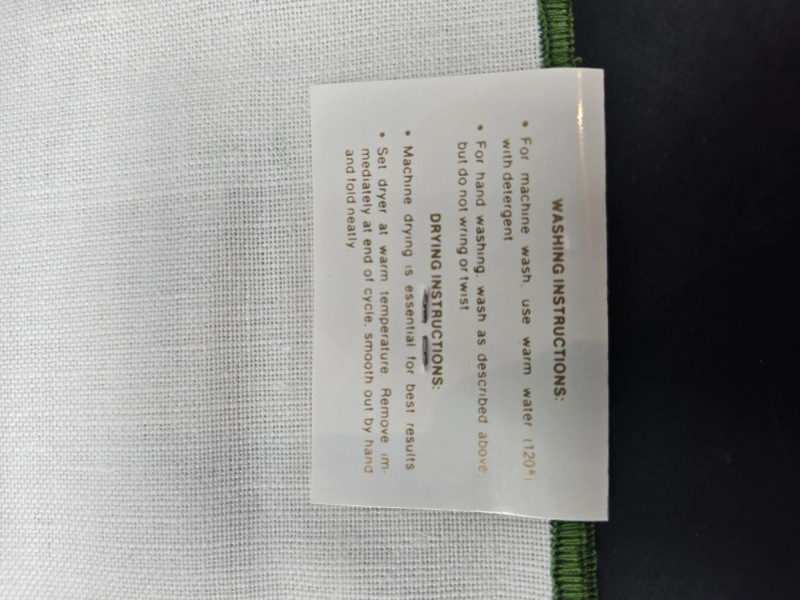 WASHING INSTRUCTIONS:
• For machine wash, use warm water (120°)
with detergent
• For hand washing, wash as described above,
but do not wring or twist
DRYING INSTRUCTIONS:
• Machine drying is essential for best results
• Set dryer at warm temperature. Remove im-
mediately at end of cycle, smooth out by hand
and fold neatly